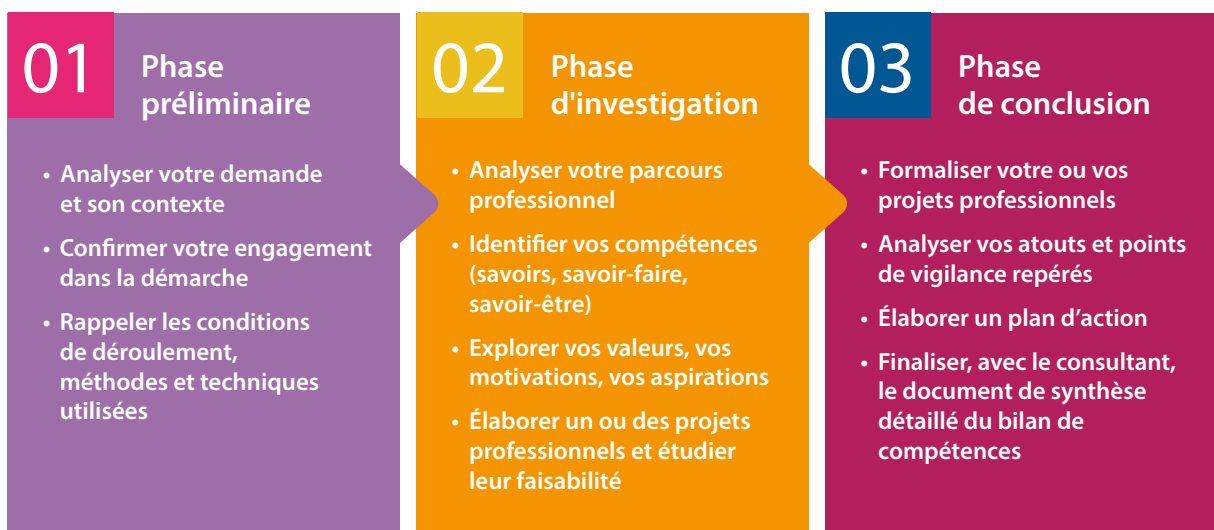 01
Phase
préliminaire
• Analyser votre demande
et son contexte
• Confirmer votre engagement
dans la démarche
• Rappeler les conditions
de déroulement,
méthodes et techniques
utilisées
02
Phase
d'investigation
• Analyser votre parcours
professionnel
• Identifier vos compétences
(savoirs, savoir-faire,
savoir-être)
• Explorer vos valeurs, vos
motivations, vos aspirations
• Élaborer un ou des projets
professionnels et étudier
leur faisabilité
03
Phase
de conclusion
• Formaliser votre ou vos
projets professionnels
• Analyser vos atouts et points
de vigilance repérés
• Élaborer un plan d’action
• Finaliser, avec le consultant,
le document de synthèse
détaillé du bilan de
compétences